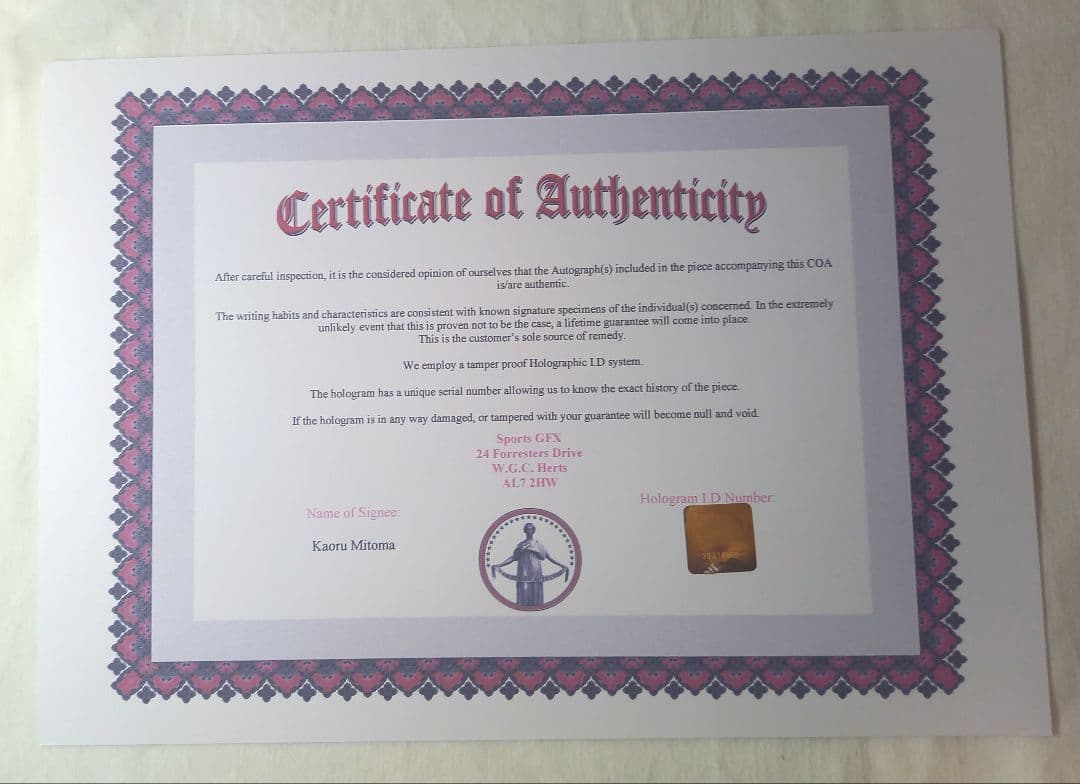 Certificate of Authenticity
After careful inspection, it is the considered opinion of ourselves that the Autograph(s) included in the piece accompanying this COA
is/are authentic.
The writing habits and characteristics are consistent with known signature specimens of the individual(s) concerned. In the extremely
unlikely event that this is proven not to be the case, a lifetime guarantee will come into place.
This is the customer's sole source of remedy.
We employ a tamper proof Holographic I.D system.
The hologram has a unique serial number allowing us to know the exact history of the piece.
If the hologram is in any way damaged, or tampered with your guarantee will become null and void.
Sports GFX
24 Forresters Drive
W.G.C. Herts
AL7 2HW
Name of Signee:
Hologram I.D Number:
Kaoru Mitoma